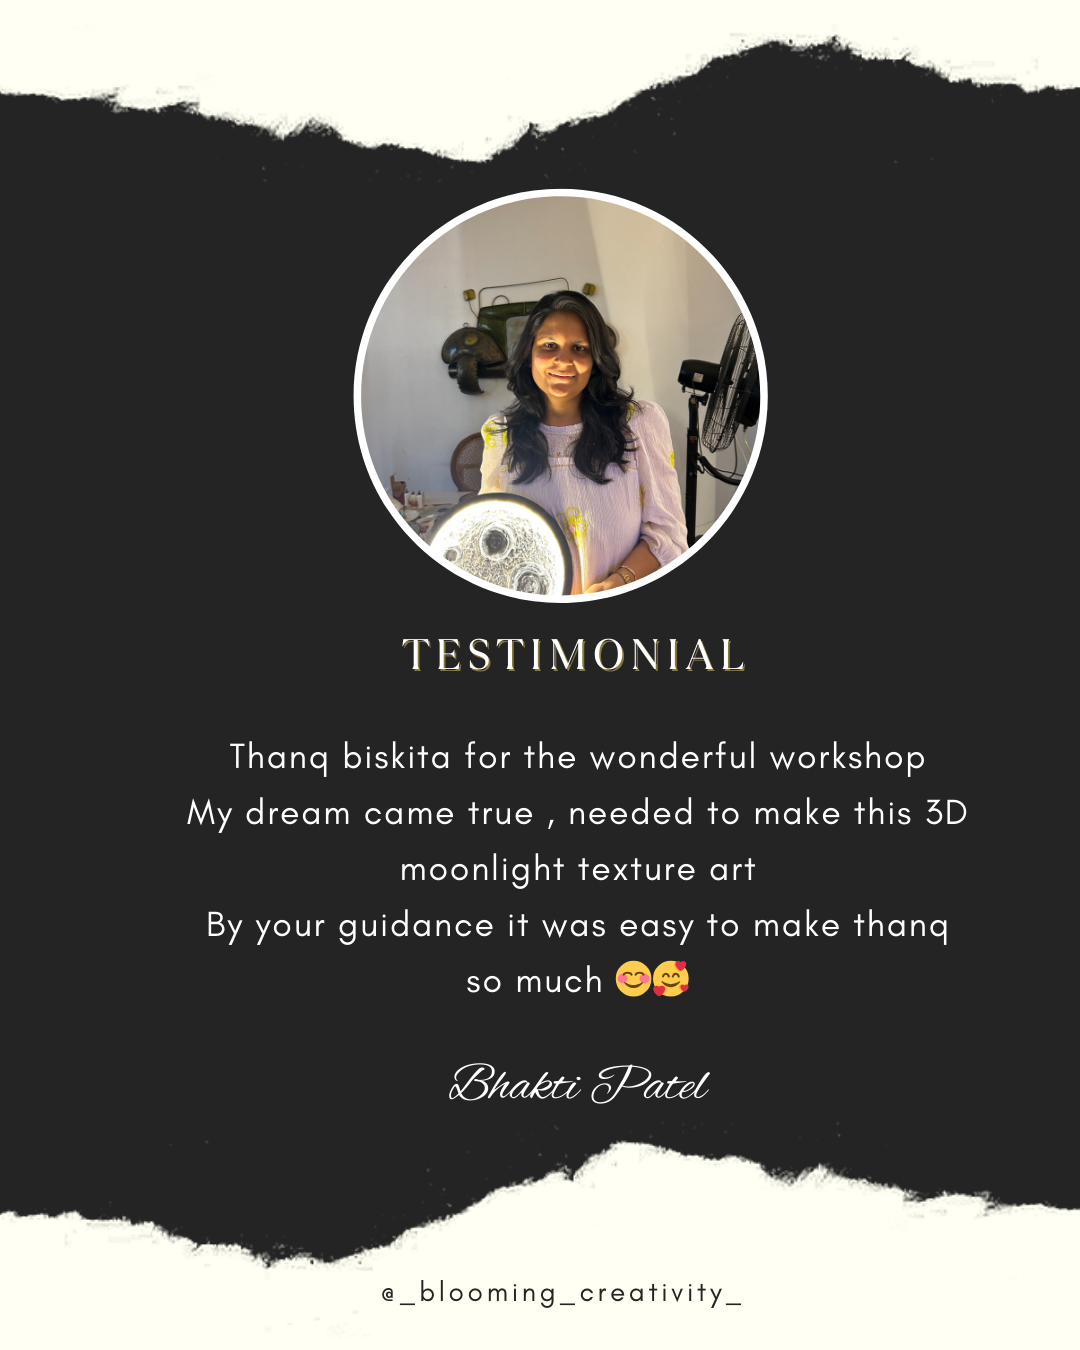 TESTIMONIAL
Thanq biskita for the wonderful workshop
My dream came true , needed to make this 3D
moonlight texture art
By your guidance it was easy to make thanq
so much 😊🥰
Bhakti Patel
@_blooming_creativity_